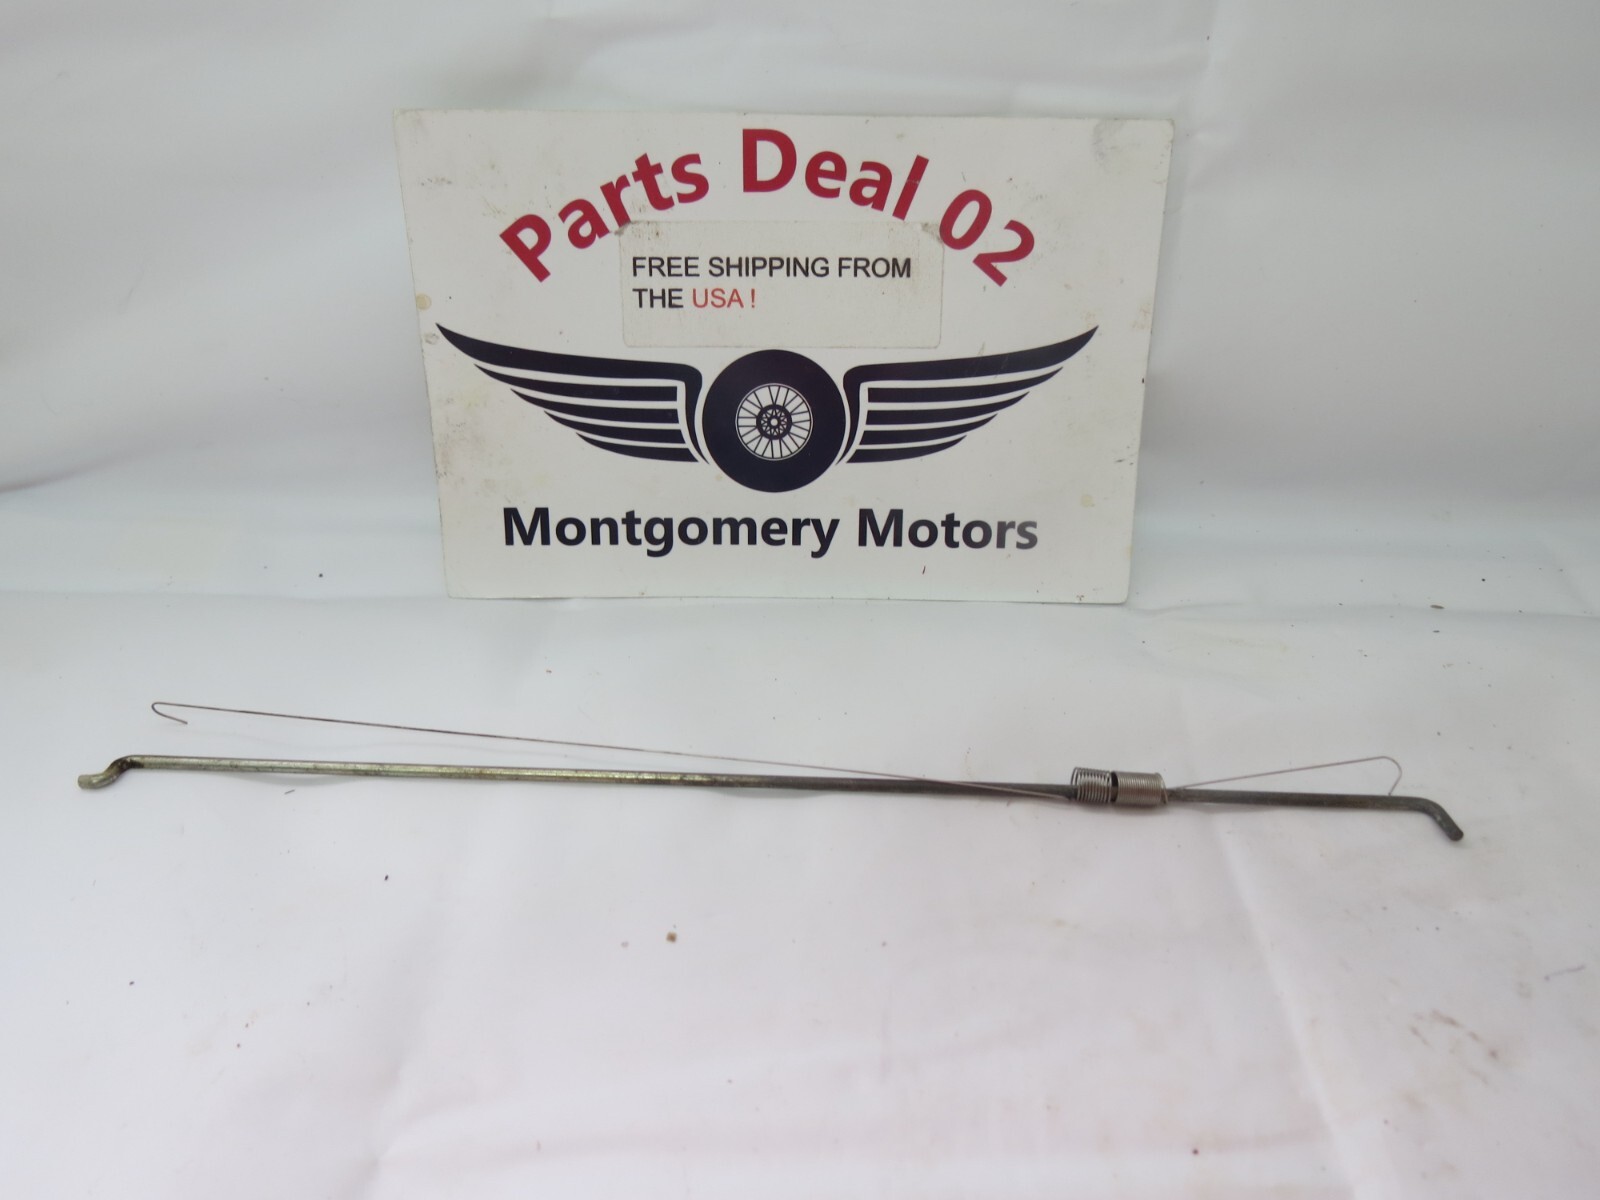 Parts Deal 02
FREE SHIPPING FROM
THE USA !
Montgomery Motors